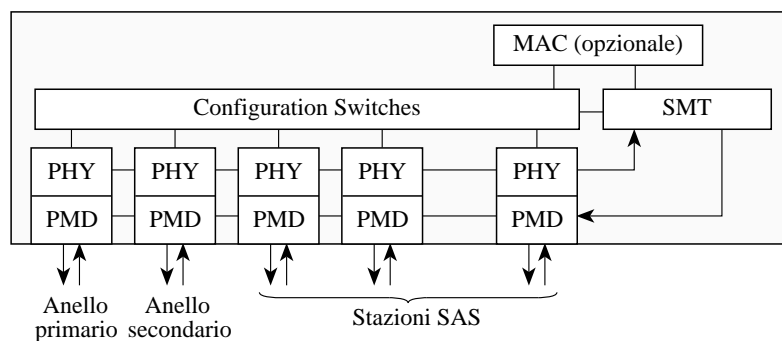 MAC (opzionale)
Configuration Switches SMT
PHY PHY PHY PHY PHY
PMD PMD PMD PMD PMD
Anello Anello
primario secondario
Stazioni SAS